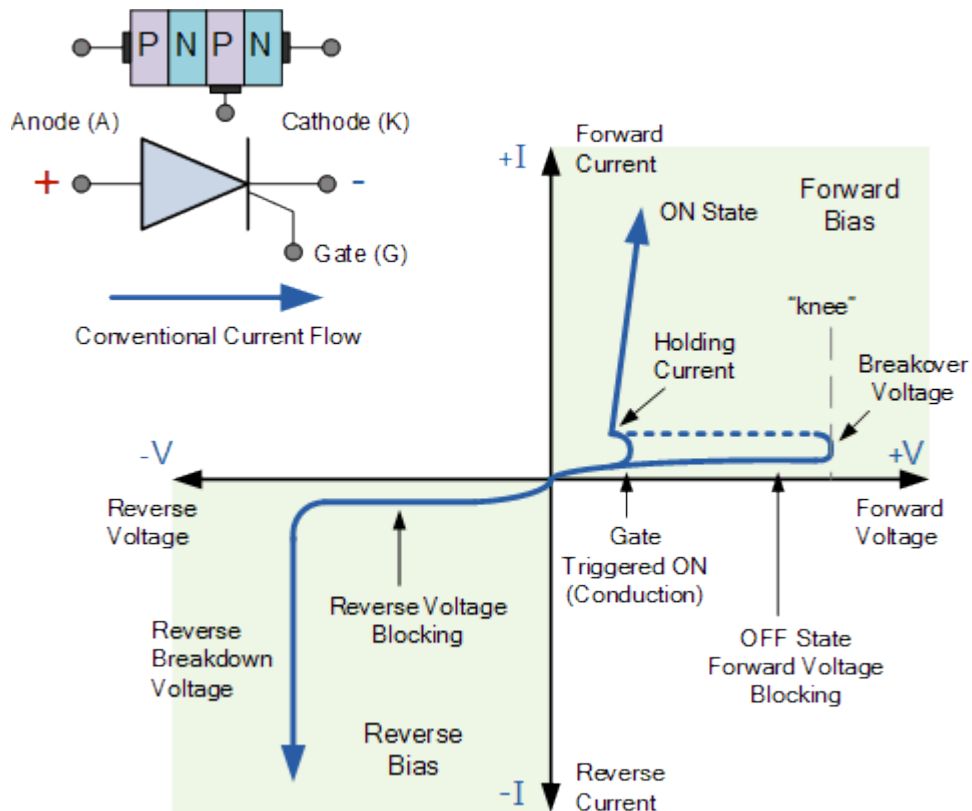 P N P N
Anode (A)
Cathode (K)
+
-
Gate (G)
Conventional Current Flow
+I
Forward
Current
Forward
Bias
ON State
"knee"
Holding
Current
Breakover
Voltage
-V
+V
Reverse
Voltage
Forward
Voltage
Gate
Triggered ON
(Conduction)
Reverse Voltage
Blocking
OFF State
Forward Voltage
Blocking
Reverse
Breakdown
Voltage
Reverse
Bias
-I
Reverse
Current